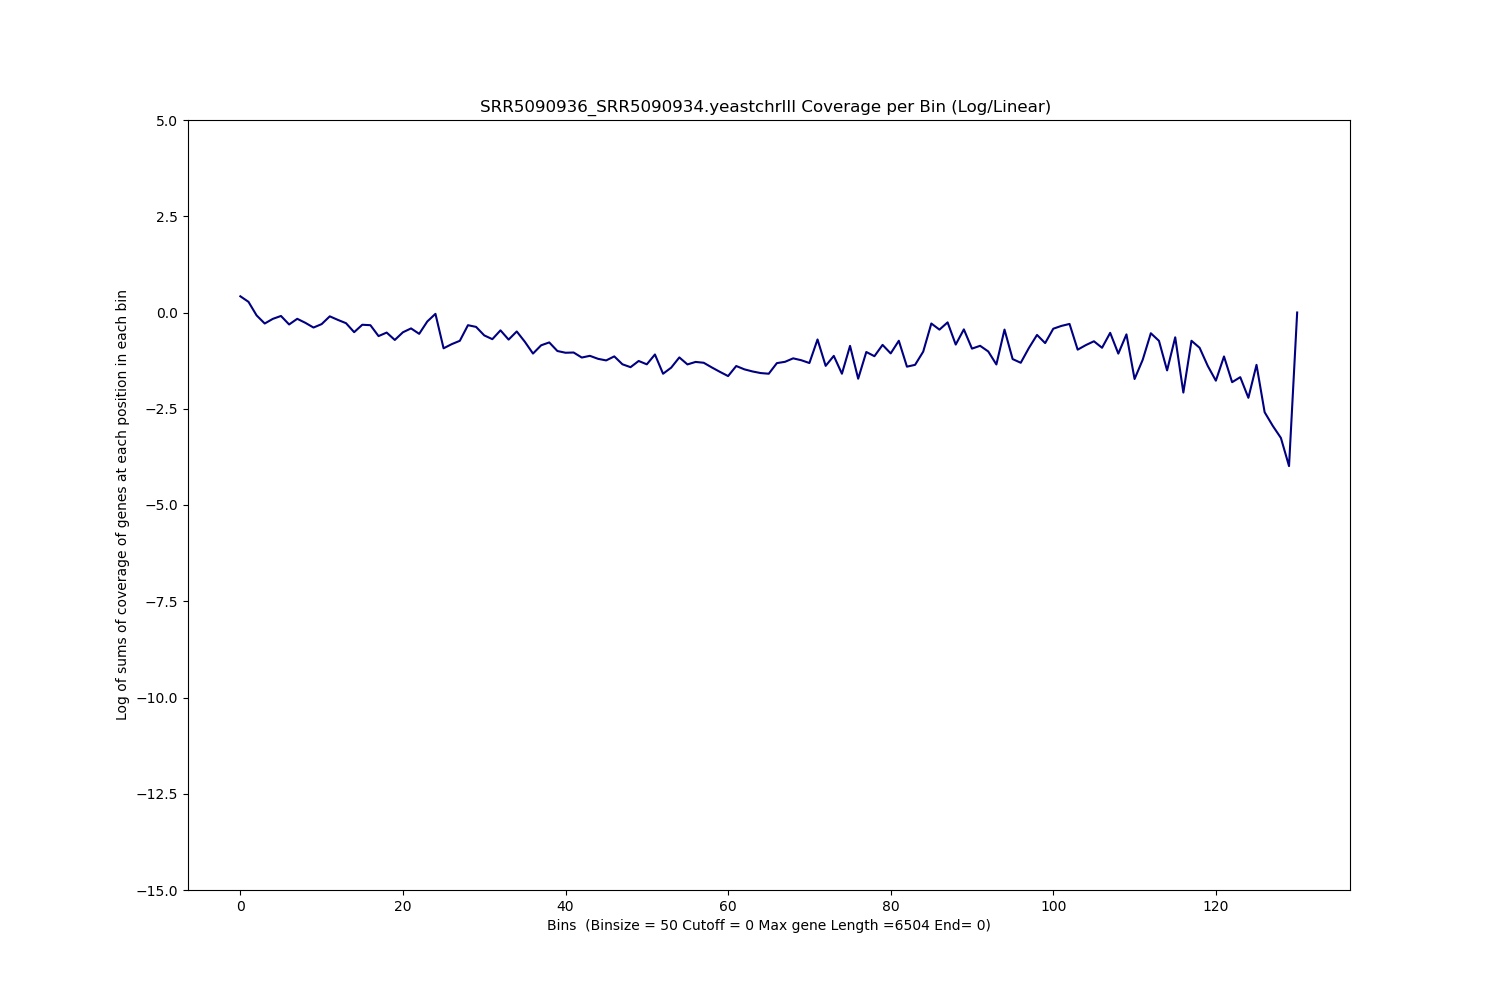 SRR5090936_SRR5090934.yeastchrIII Coverage per Bin (Log/Linear)
5.0
2.5
0.0
−2.5
−5.0
−7.5
−10.0
−12.5
−15.0
Log of sums of coverage of genes at each position in each bin
0 20 40 60 80 100 120
Bins  (Binsize = 50 Cutoff = 0 Max gene Length =6504 End= 0)